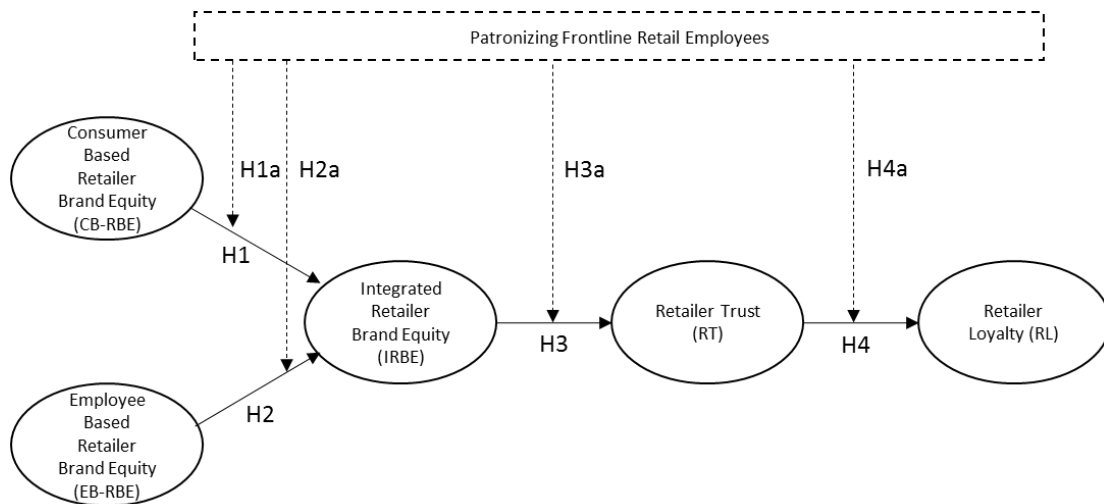 Patronizing Frontline Retail Employees
Consumer
Based
Retailer
Brand Equity
(CB-RBE)
H1a
H2a
H3a
H4a
H1
Integrated
Retailer
Brand Equity
(IRBE)
Retailer Trust
(RT)
Retailer
Loyalty (RL)
H3
H4
H2
Employee
Based
Retailer
Brand Equity
(EB-RBE)